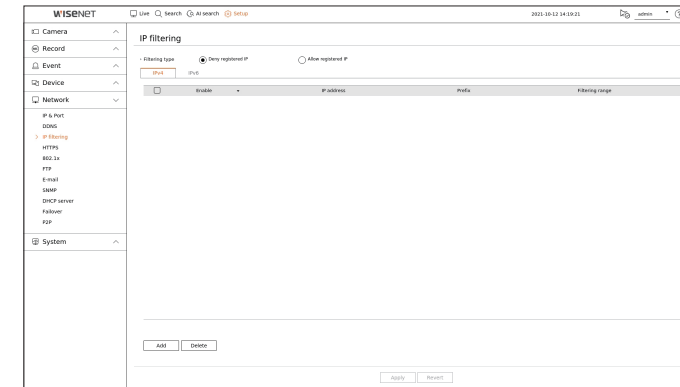 WISENET
Live Search AI search Setup 2021-10-12 14:19:21 admin ?
Camera
Record
Event
Device
Network
IP & Port
DDNS
IP filtering
HTTPS
802.1x
FTP
E-mail
SNMP
DHCP server
Failover
P2P
System
IP filtering
Filtering type Deny registered IP Allow registered IP
IPv4 IPv6
Enable IP address Prefix Filtering range
Add Delete
Apply Revert